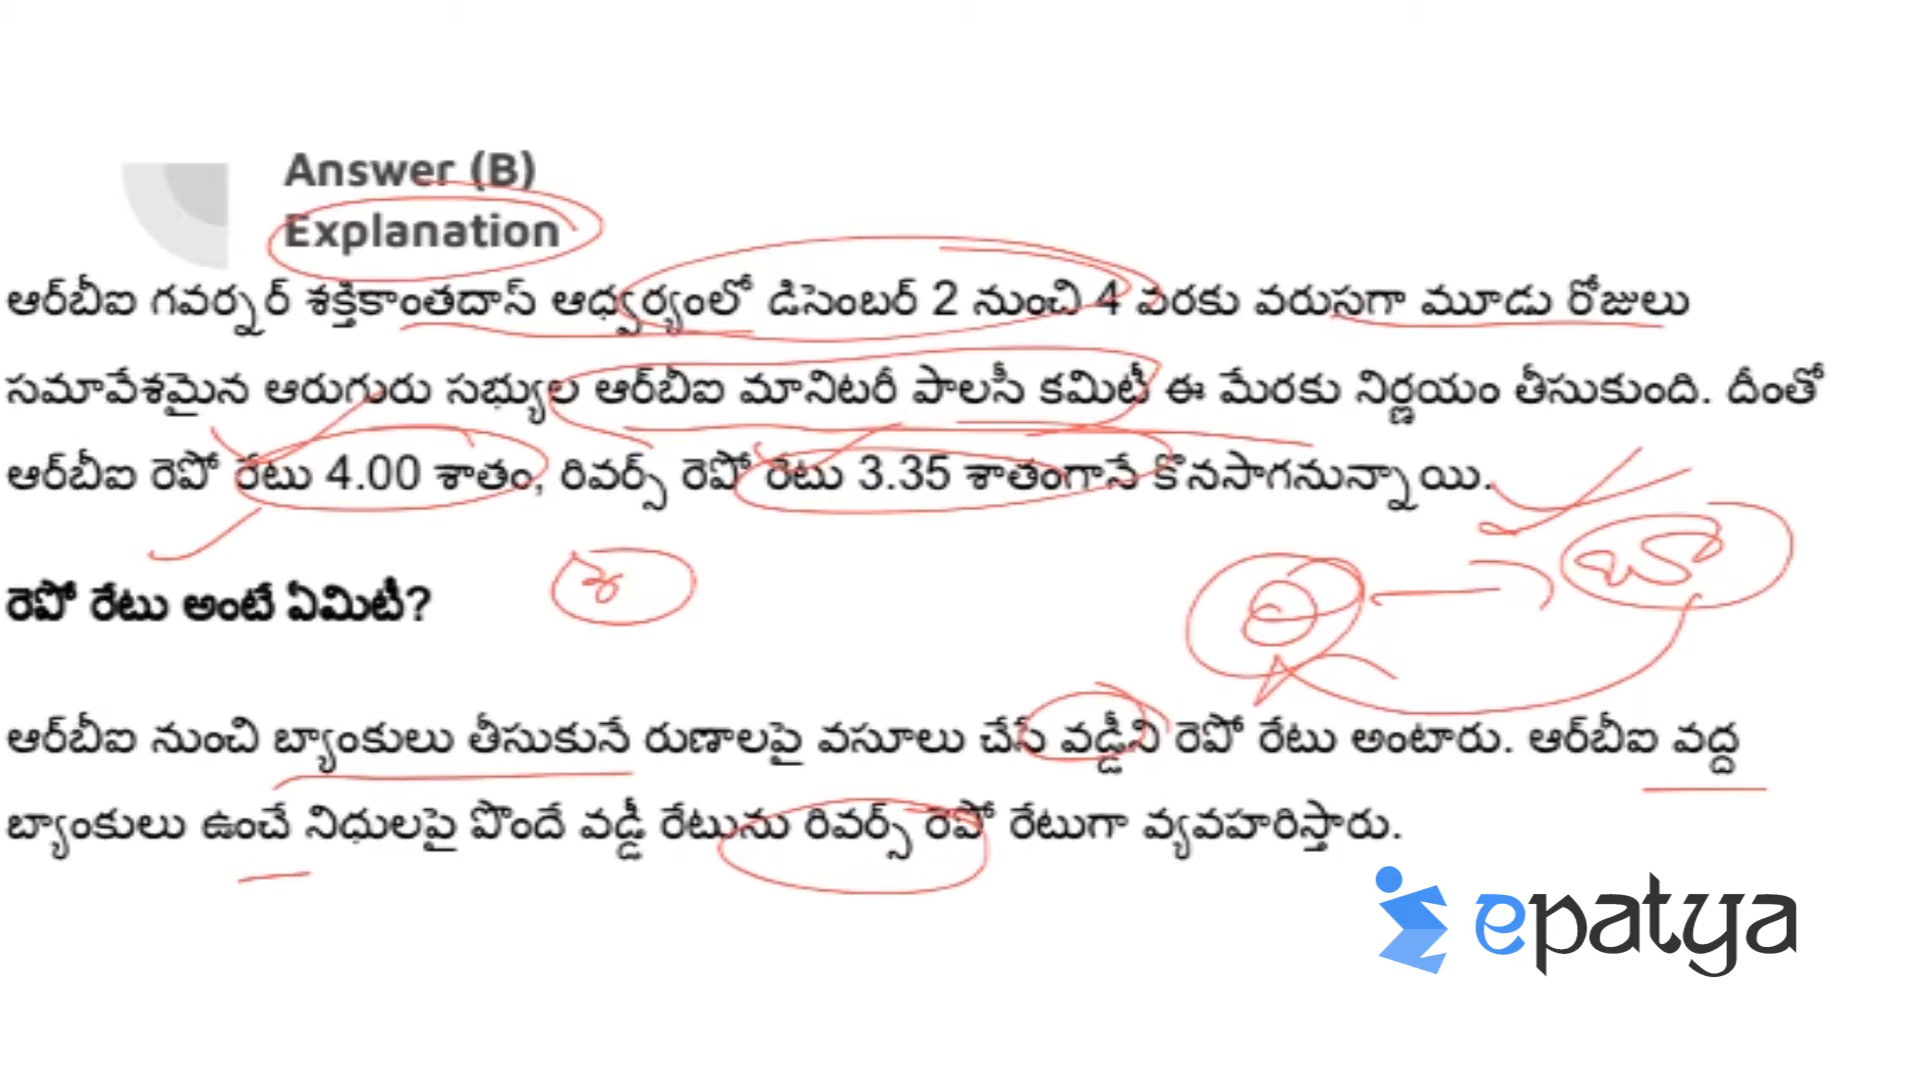 Answer (B)
Explanation
ఆర్‌బీఐ గవర్నర్ శక్తికాంతదాస్ ఆధ్వర్యంలో డిసెంబర్ 2 నుంచి 4 వరకు వరుసగా మూడు రోజులు
సమావేశమైన ఆరుగురు సభ్యుల ఆర్‌బీఐ మానిటరీ పాలసీ కమిటీ ఈ మేరకు నిర్ణయం తీసుకుంది. దీంతో
ఆర్‌బీఐ రెపో రేటు 4.00 శాతం, రివర్స్ రెపో రేటు 3.35 శాతంగానే కొనసాగనున్నాయి.
రెపో రేటు అంటే ఏమిటీ?
ఆర్‌బీఐ నుంచి బ్యాంకులు తీసుకునే రుణాలపై వసూలు చేసే వడ్డీని రెపో రేటు అంటారు. ఆర్‌బీఐ వద్ద
బ్యాంకులు ఉంచే నిధులపై పొందే వడ్డీ రేటును రివర్స్ రెపో రేటుగా వ్యవహరిస్తారు.
epatya